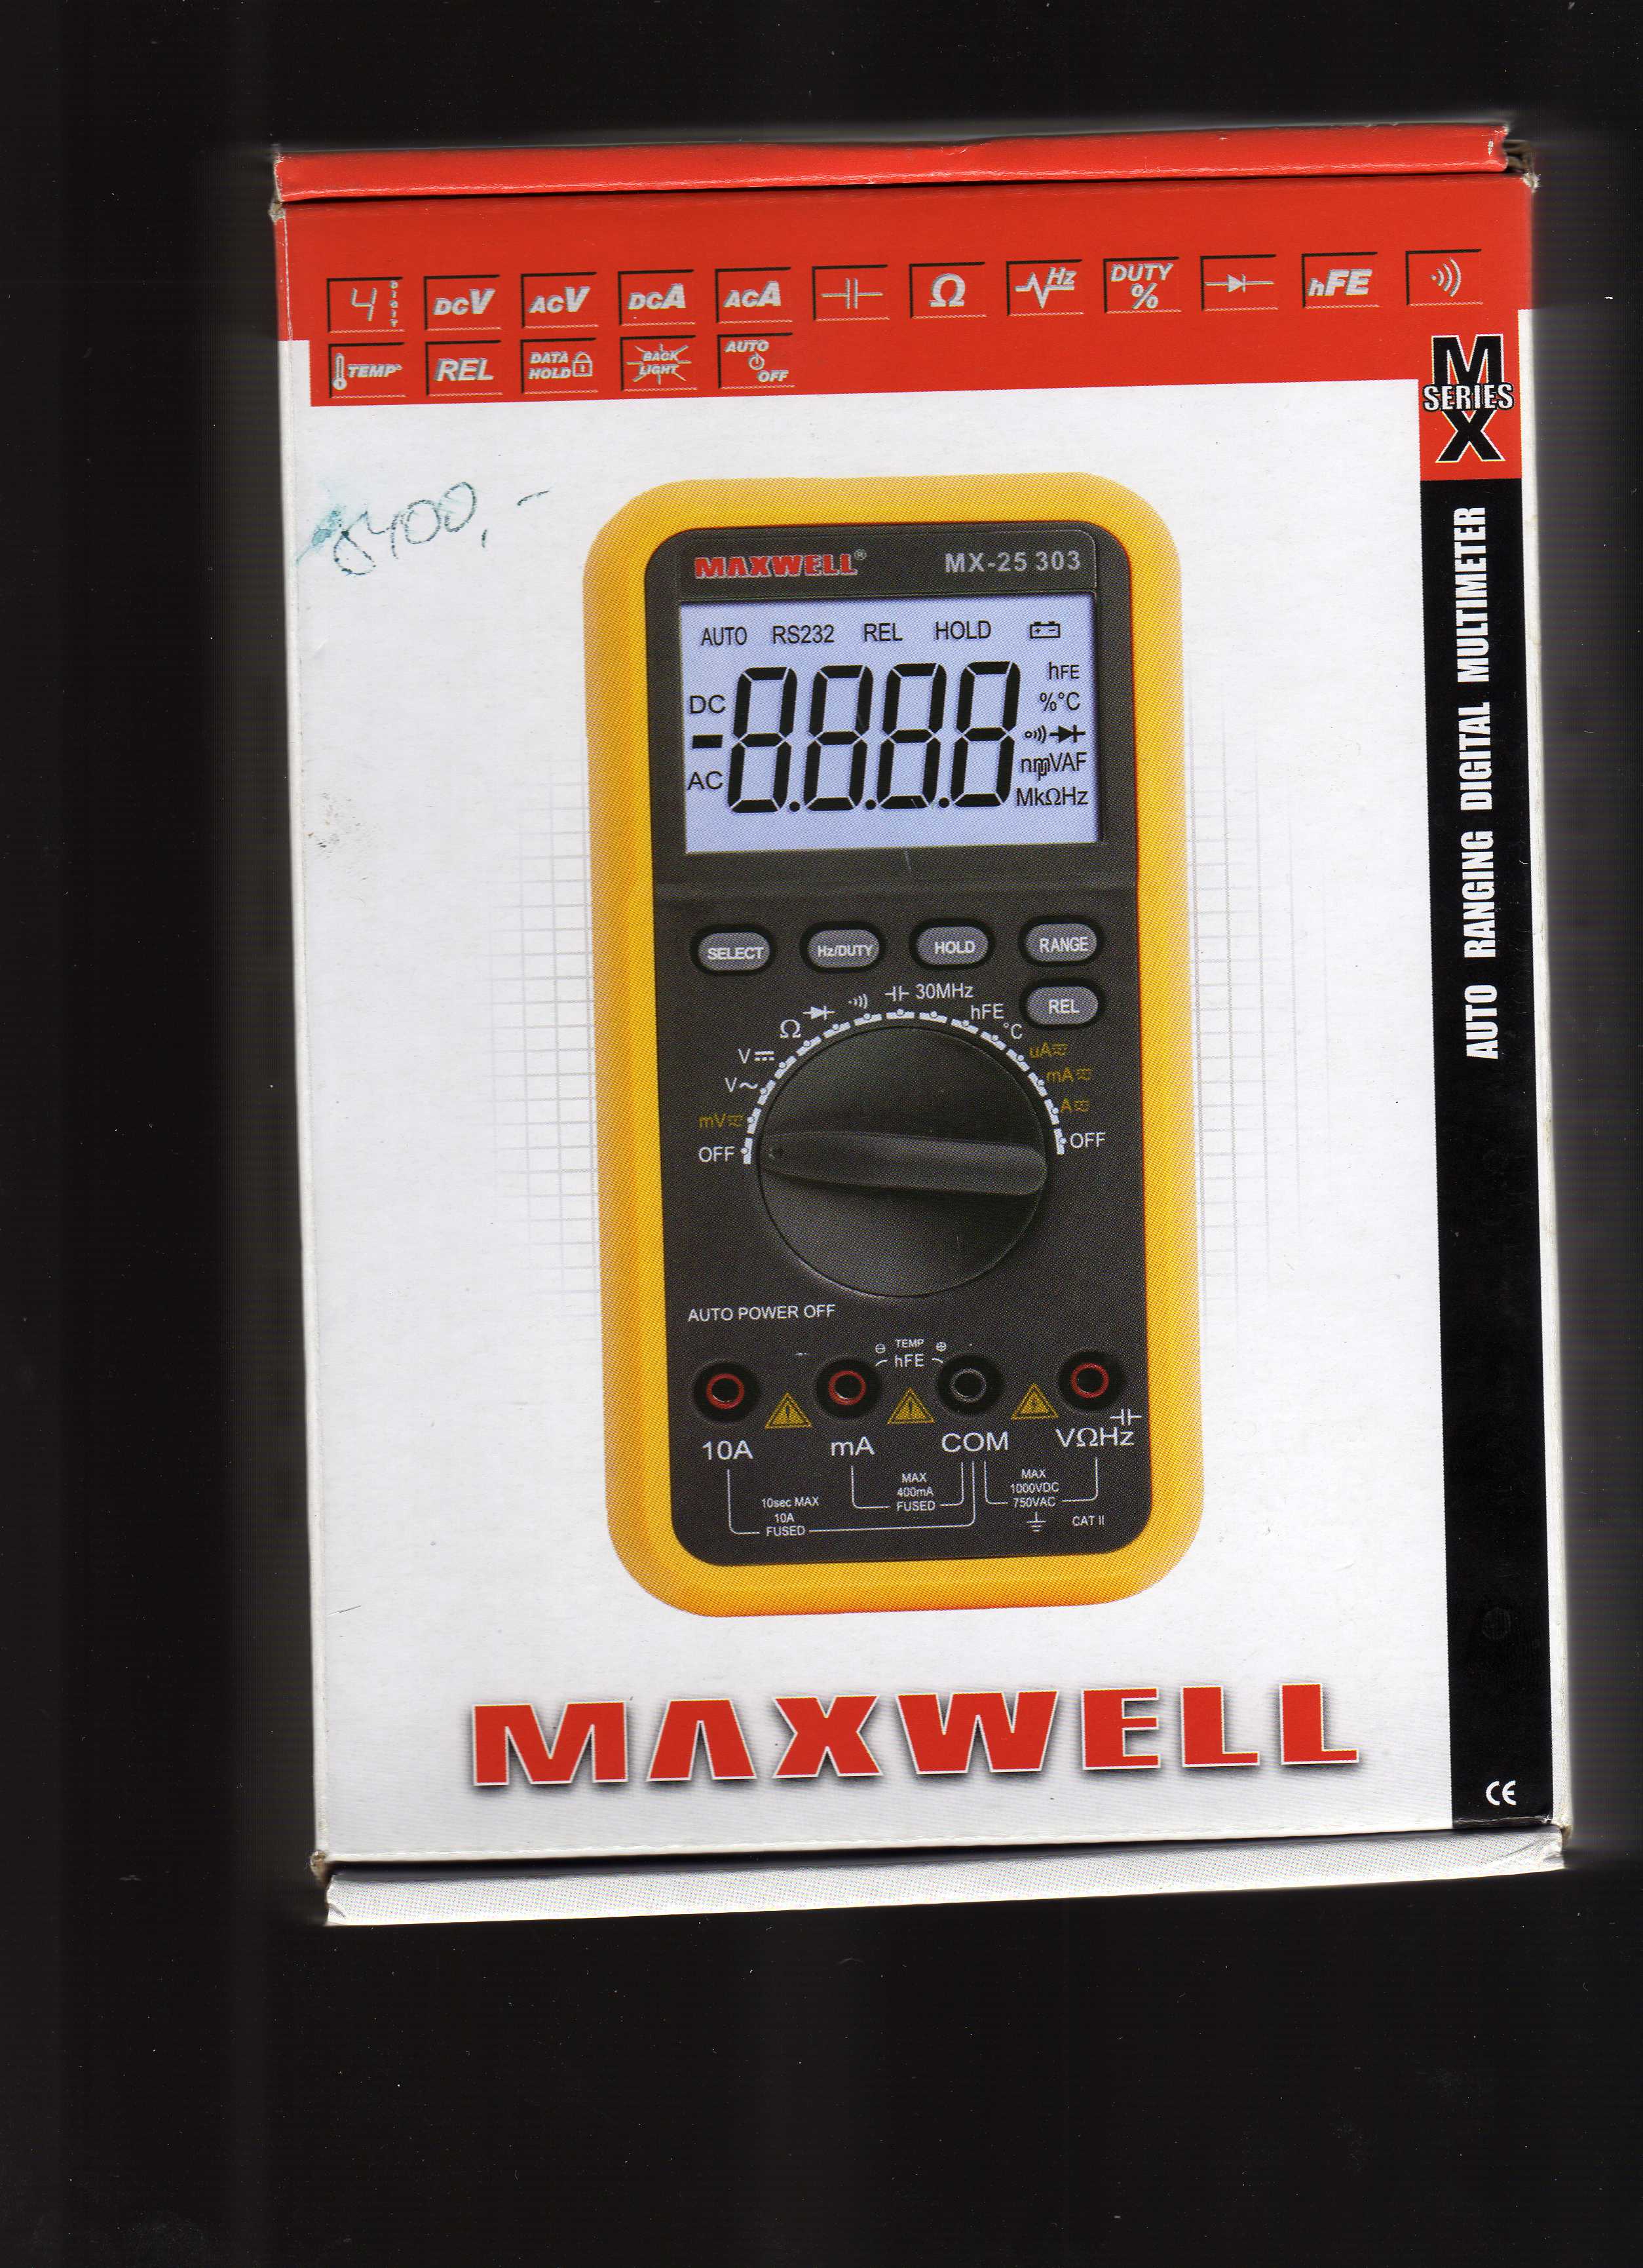 4 DIGIT DCV ACV DCA ACA Ω Hz DUTY % hFE
TEMP° REL DATA HOLD BACK LIGHT AUTO OFF
M SERIES X
AUTO RANGING DIGITAL MULTIMETER
8400,-
MAXWELL® MX-25 303
AUTO RS232 REL HOLD
hFE
DC %°C
-8.8.8.8
nmµVAF
AC MkΩHz
SELECT Hz/DUTY HOLD RANGE
REL
30MHz
hFE
Ω °C
V⎓ uA
V~ mA
mV A
OFF OFF
AUTO POWER OFF
⊖ TEMP ⊕
hFE
10A mA COM VΩHz
10sec MAX
10A
FUSED
MAX
400mA
FUSED
MAX
1000VDC
750VAC
CAT II
MAXWELL
CE